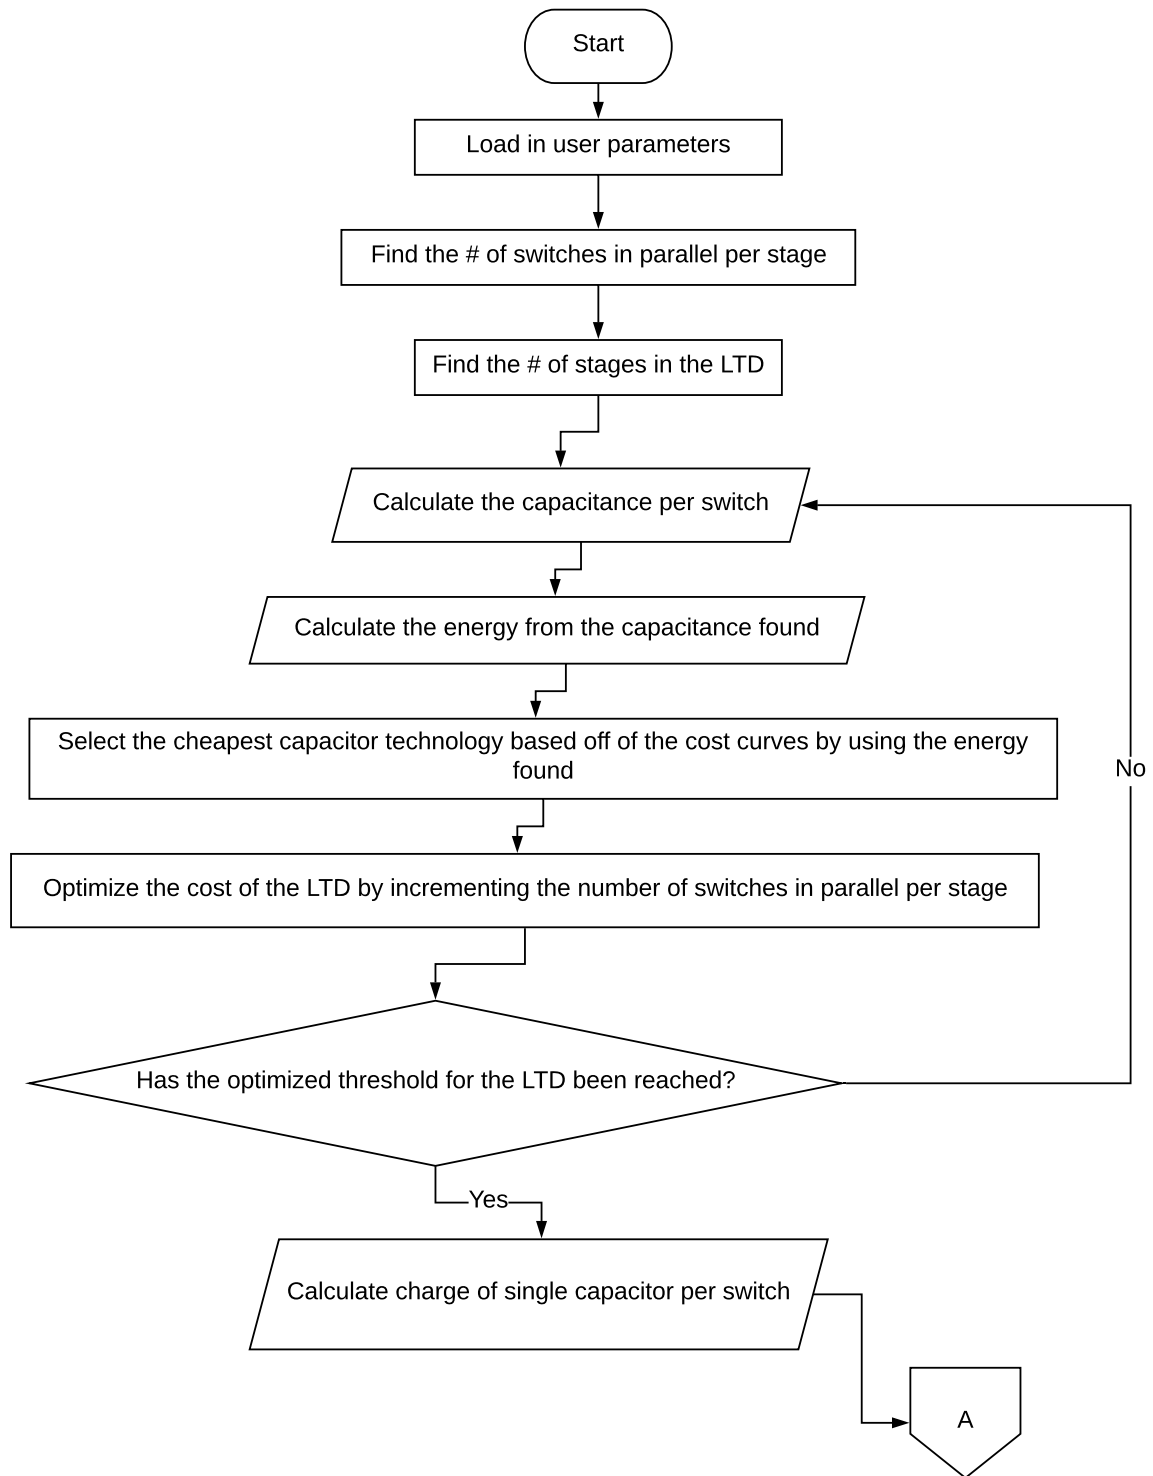 Start
Load in user parameters
Find the # of switches in parallel per stage
Find the # of stages in the LTD
Calculate the capacitance per switch
Calculate the energy from the capacitance found
Select the cheapest capacitor technology based off of the cost curves by using the energy
found
No
Optimize the cost of the LTD by incrementing the number of switches in parallel per stage
Has the optimized threshold for the LTD been reached?
Yes
Calculate charge of single capacitor per switch
A